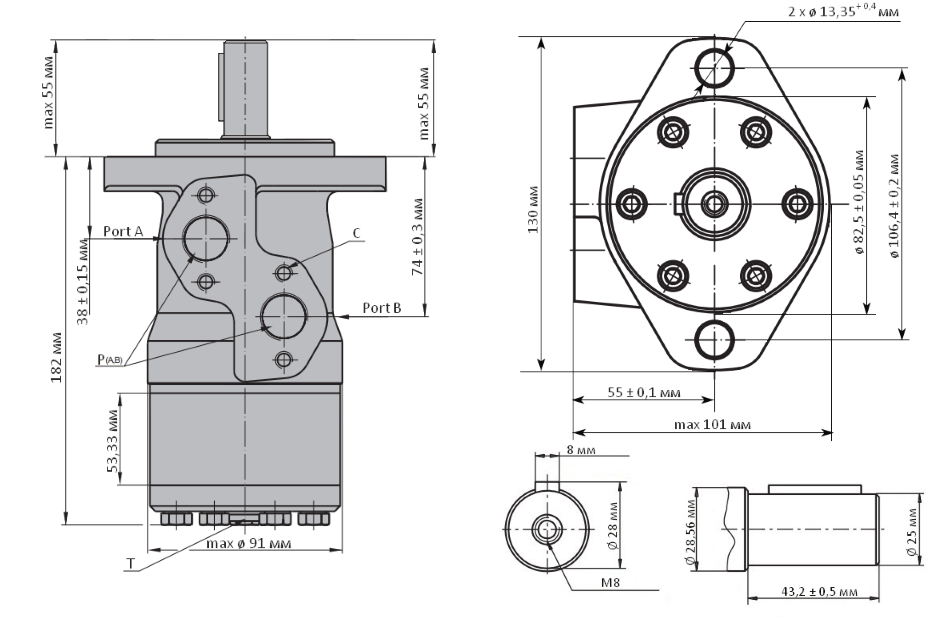 2 x ø 13,35⁺⁰,⁴ мм
max 55 мм
max 55 мм
Port A
C
38 ± 0,15 мм
74 ± 0,3 мм
Port B
P(AB)
182 мм
53,33 мм
max ø 91 мм
T
130 мм
ø 82,5 ± 0,05 мм
ø 106,4 ± 0,2 мм
55 ± 0,1 мм
max 101 мм
8 мм
Ø 28 мм
M8
Ø 28,56 мм
Ø 25 мм
43,2 ± 0,5 мм